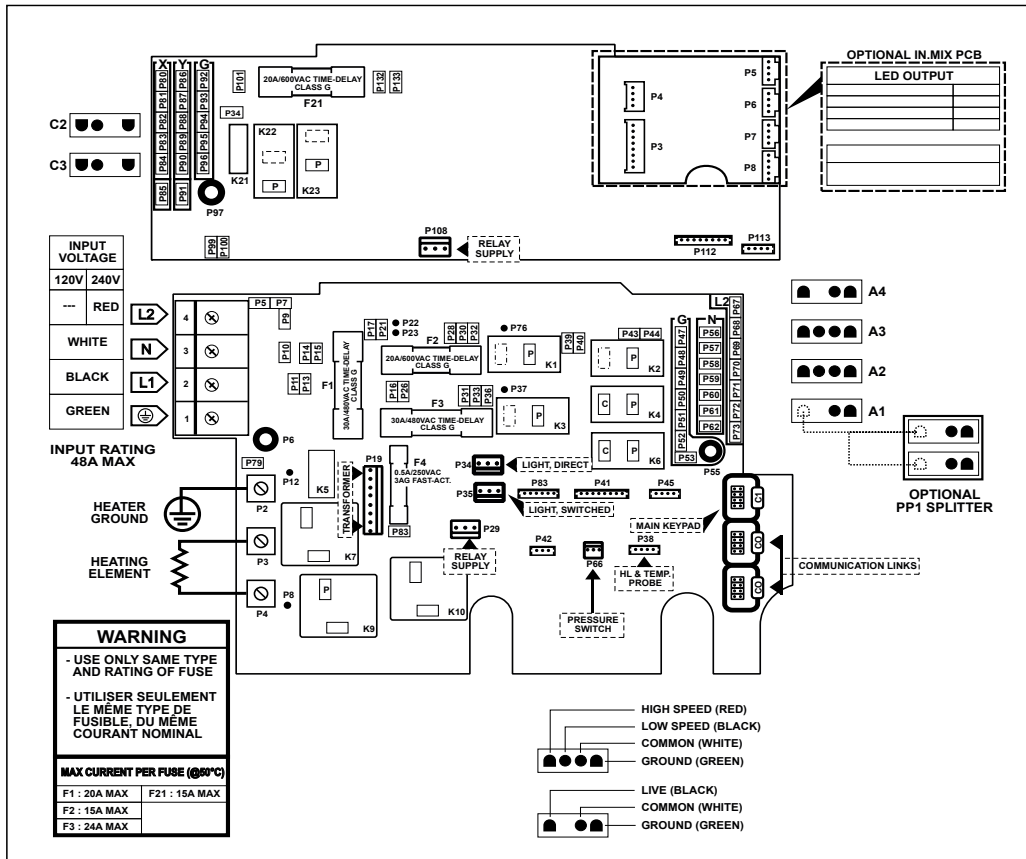 OPTIONAL IN.MIX PCB
LED OUTPUT
X Y G
P80 P81 P82 P83 P84 P85
P86 P87 P88 P89 P90 P91
P92 P93 P94 P95 P96
P97
P101
20A/600VAC TIME-DELAY
CLASS G
F21
P132
P133
P34
K21
K22
P
K23
P
P4
P3
P5
P6
P7
P8
C2
C3
P99
P100
P108
RELAY
SUPPLY
P112
P113
INPUT
VOLTAGE
120V 240V
--- RED
WHITE
BLACK
GREEN
L2
N
L1
4
3
2
1
INPUT RATING
48A MAX
P5 P7
P9
P10
P14
P15
P11
P13
F1
30A/480VAC TIME-DELAY
CLASS G
P17
P21
P22
P23
F2
20A/600VAC TIME-DELAY
CLASS G
P28
P30
P32
P16
P26
F3
30A/480VAC TIME-DELAY
CLASS G
P31
P33
P36
P76
P
K1
P39
P40
P37
P
K3
P43 P44
P
K2
C P
K4
C P
K6
L2
G N
P47 P48 P49 P50 P51 P52 P53
P56
P57
P58
P59
P60
P61
P62
P67 P68 P69 P70 P71 P72 P73
P55
A4
A3
A2
A1
OPTIONAL
PP1 SPLITTER
P6
P79
P12
P2
P3
P4
P8
K5
K7
P
K9
K10
TRANSFORMER
P19
F4
0.5A/250VAC
3AG FAST-ACT.
P83
P34
LIGHT, DIRECT
P35
LIGHT, SWITCHED
P29
RELAY
SUPPLY
P83
P41
P45
P42
P66
PRESSURE
SWITCH
P38
HL & TEMP.
PROBE
MAIN KEYPAD
C1
CO
CO
COMMUNICATION LINKS
HEATER
GROUND
HEATING
ELEMENT
WARNING
- USE ONLY SAME TYPE
AND RATING OF FUSE
- UTILISER SEULEMENT
LE MÊME TYPE DE
FUSIBLE, DU MÊME
COURANT NOMINAL
MAX CURRENT PER FUSE (@50°C)
F1 : 20A MAX F21 : 15A MAX
F2 : 15A MAX
F3 : 24A MAX
HIGH SPEED (RED)
LOW SPEED (BLACK)
COMMON (WHITE)
GROUND (GREEN)
LIVE (BLACK)
COMMON (WHITE)
GROUND (GREEN)